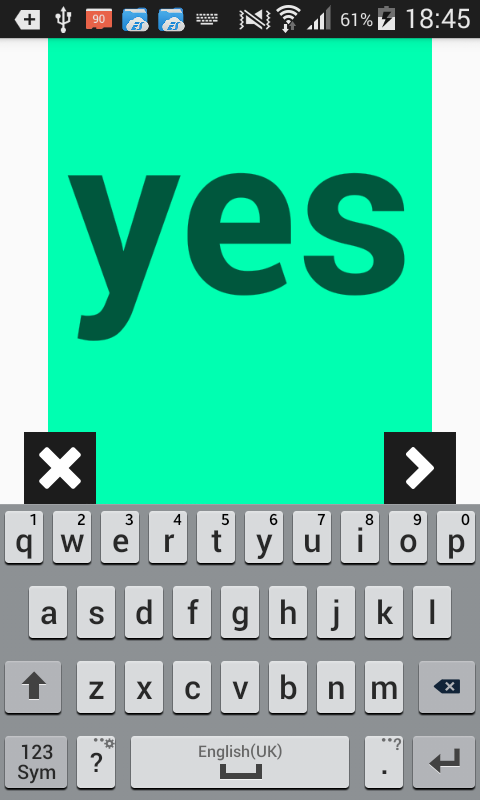 90 61% 18:45
yes
1 2 3 4 5 6 7 8 9 0
q w e r t y u i o p
a s d f g h j k l
z x c v b n m
123 Sym ? English(UK) . ?